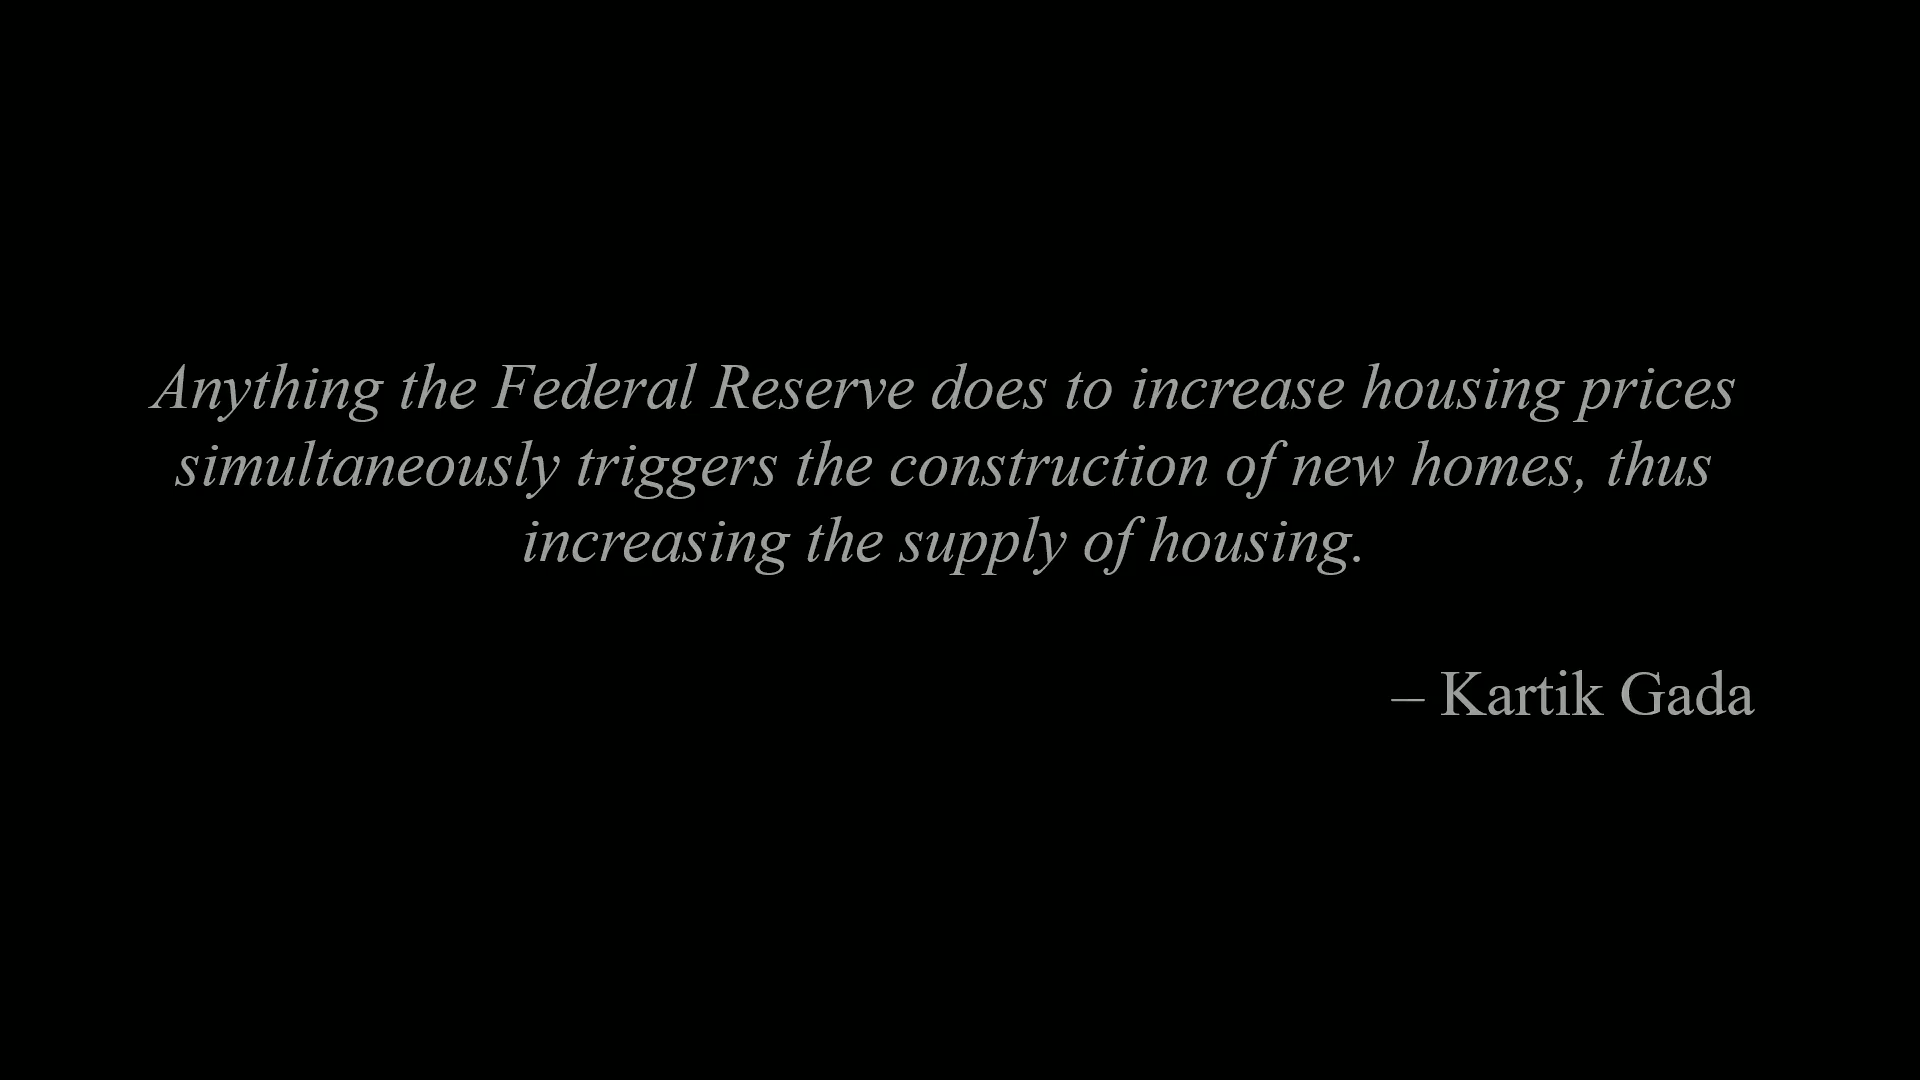 Anything the Federal Reserve does to increase housing prices
simultaneously triggers the construction of new homes, thus
increasing the supply of housing.
– Kartik Gada